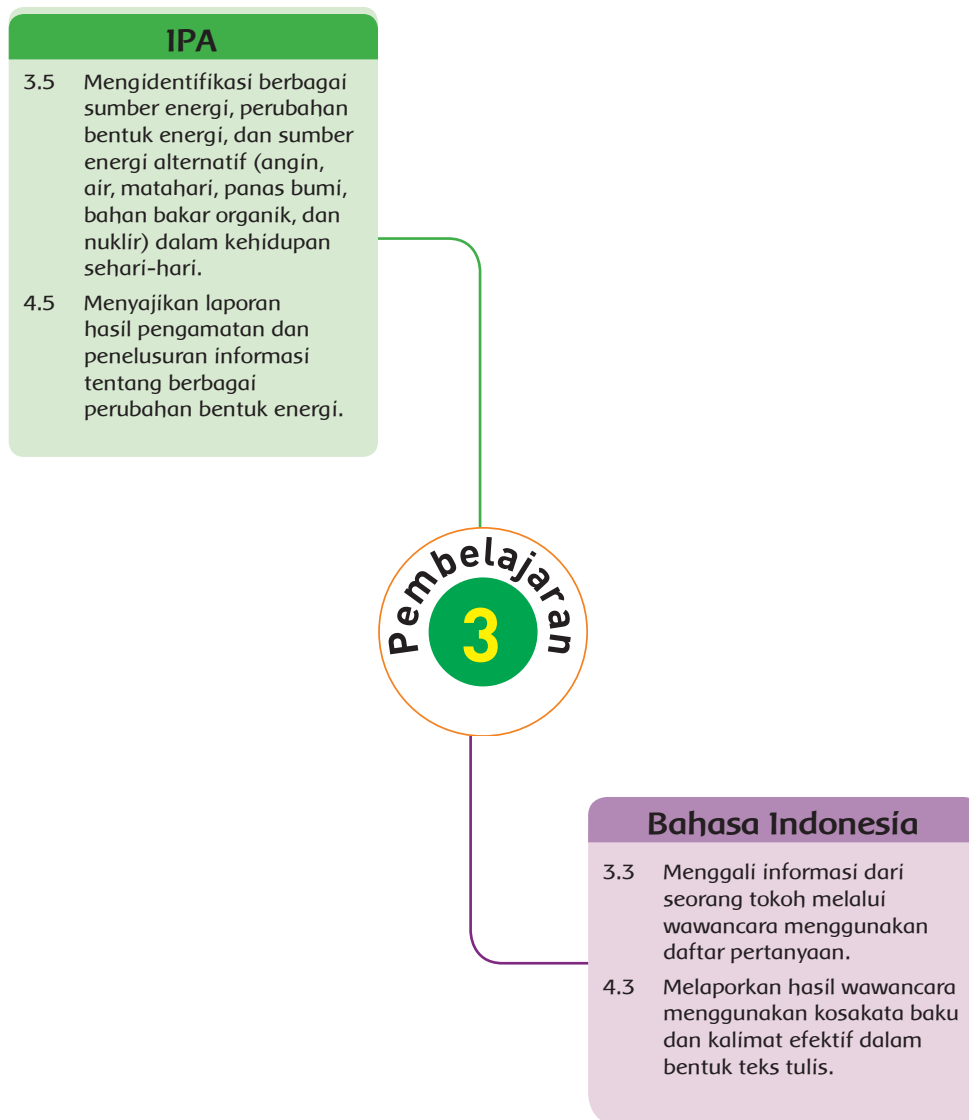 IPA
3.5 Mengidentifikasi berbagai
sumber energi, perubahan
bentuk energi, dan sumber
energi alternatif (angin,
air, matahari, panas bumi,
bahan bakar organik, dan
nuklir) dalam kehidupan
sehari-hari.
4.5 Menyajikan laporan
hasil pengamatan dan
penelusuran informasi
tentang berbagai
perubahan bentuk energi.
Pembelajaran
3
Bahasa Indonesia
3.3 Menggali informasi dari
seorang tokoh melalui
wawancara menggunakan
daftar pertanyaan.
4.3 Melaporkan hasil wawancara
menggunakan kosakata baku
dan kalimat efektif dalam
bentuk teks tulis.